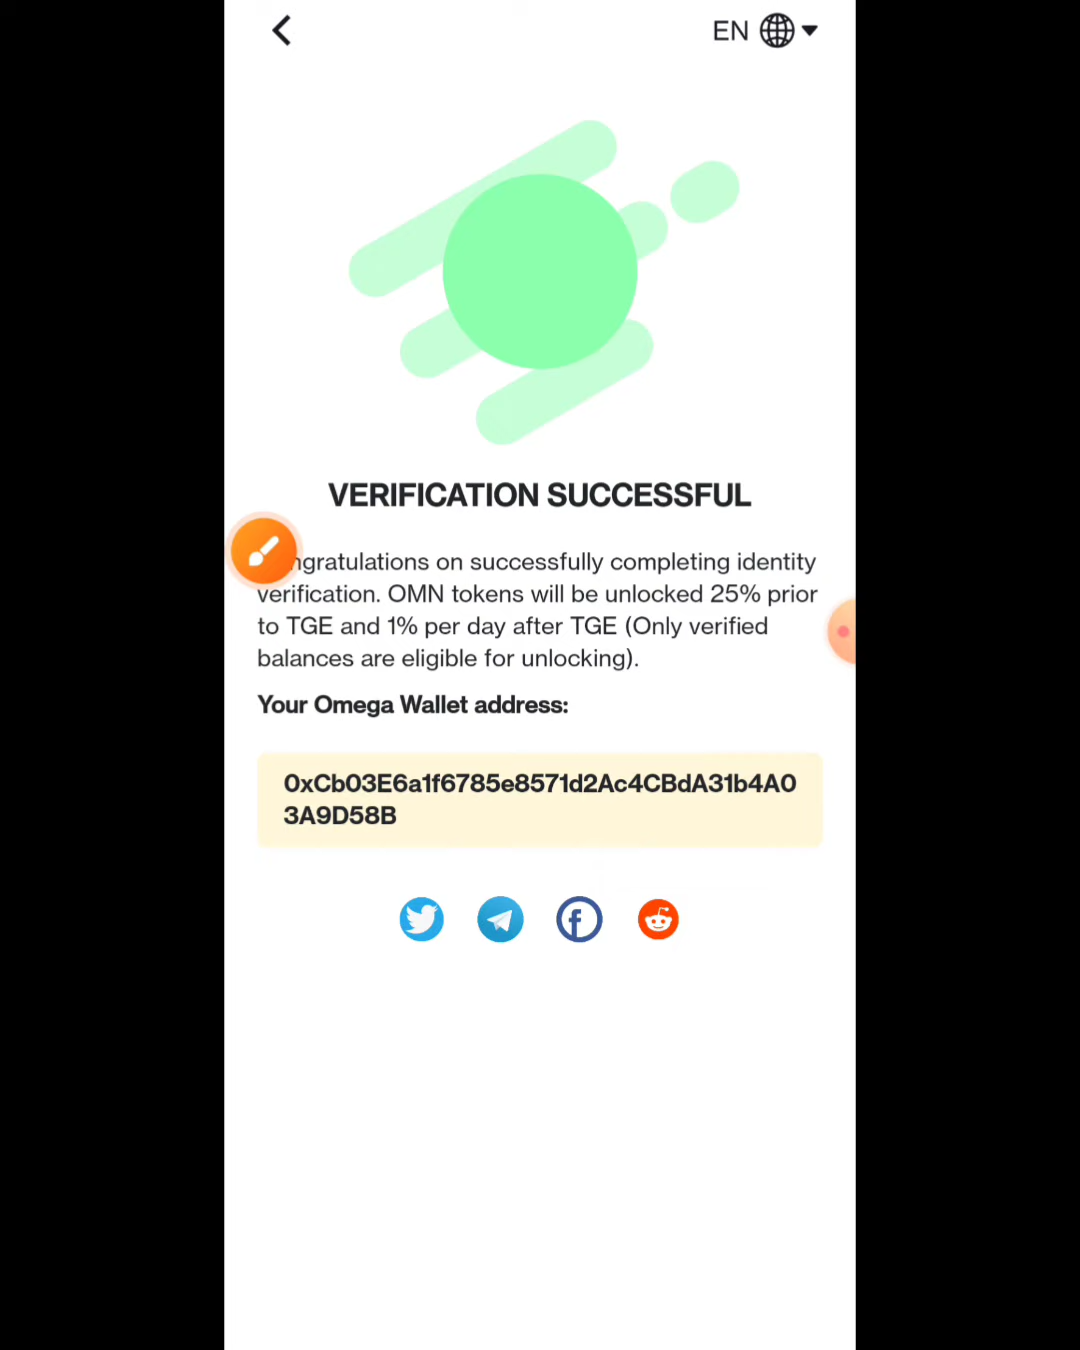 EN
VERIFICATION SUCCESSFUL
ngratulations on successfully completing identity
verification. OMN tokens will be unlocked 25% prior
to TGE and 1% per day after TGE (Only verified
balances are eligible for unlocking).
Your Omega Wallet address:
0xCb03E6a1f6785e8571d2Ac4CBdA31b4A0
3A9D58B